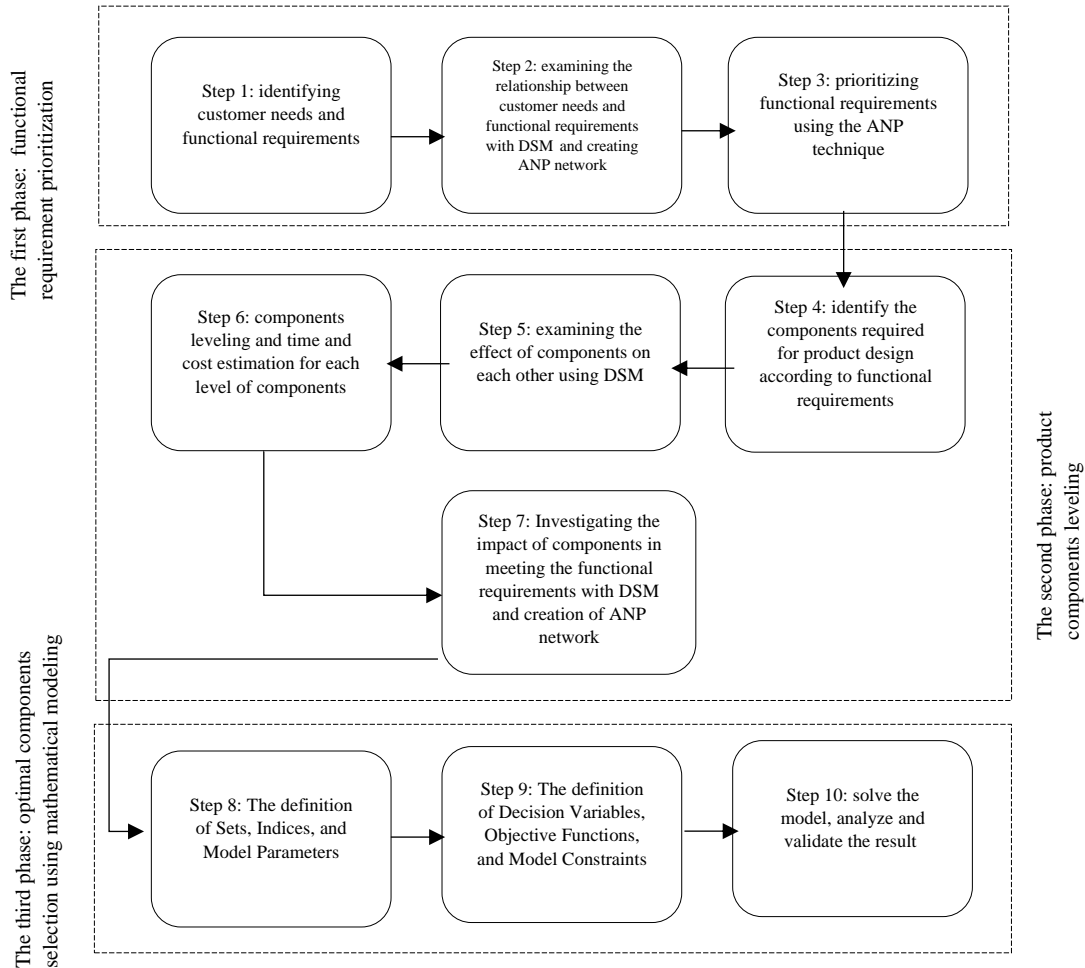 The first phase: functional
requirement prioritization
Step 1: identifying
customer needs and
functional requirements
Step 2: examining the
relationship between
customer needs and
functional requirements
with DSM and creating
ANP network
Step 3: prioritizing
functional requirements
using the ANP
technique
The second phase: product
components leveling
Step 4: identify the
components required
for product design
according to functional
requirements
Step 5: examining the
effect of components on
each other using DSM
Step 6: components
leveling and time and
cost estimation for each
level of components
Step 7: Investigating the
impact of components in
meeting the functional
requirements with DSM
and creation of ANP
network
The third phase: optimal components
selection using mathematical modeling
Step 8: The definition
of Sets, Indices, and
Model Parameters
Step 9: The definition
of Decision Variables,
Objective Functions,
and Model Constraints
Step 10: solve the
model, analyze and
validate the result